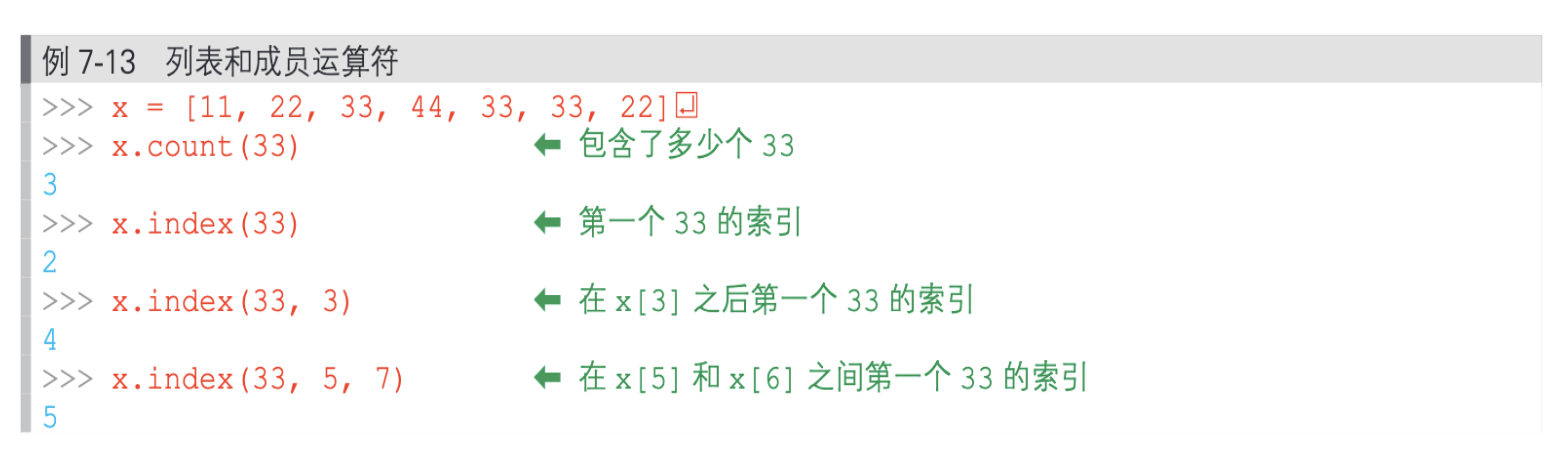 例 7-13 列表和成员运算符
>>> x = [11, 22, 33, 44, 33, 33, 22]↵
>>> x.count(33) ⬅ 包含了多少个 33
3
>>> x.index(33) ⬅ 第一个 33 的索引
2
>>> x.index(33, 3) ⬅ 在 x[3] 之后第一个 33 的索引
4
>>> x.index(33, 5, 7) ⬅ 在 x[5] 和 x[6] 之间第一个 33 的索引
5